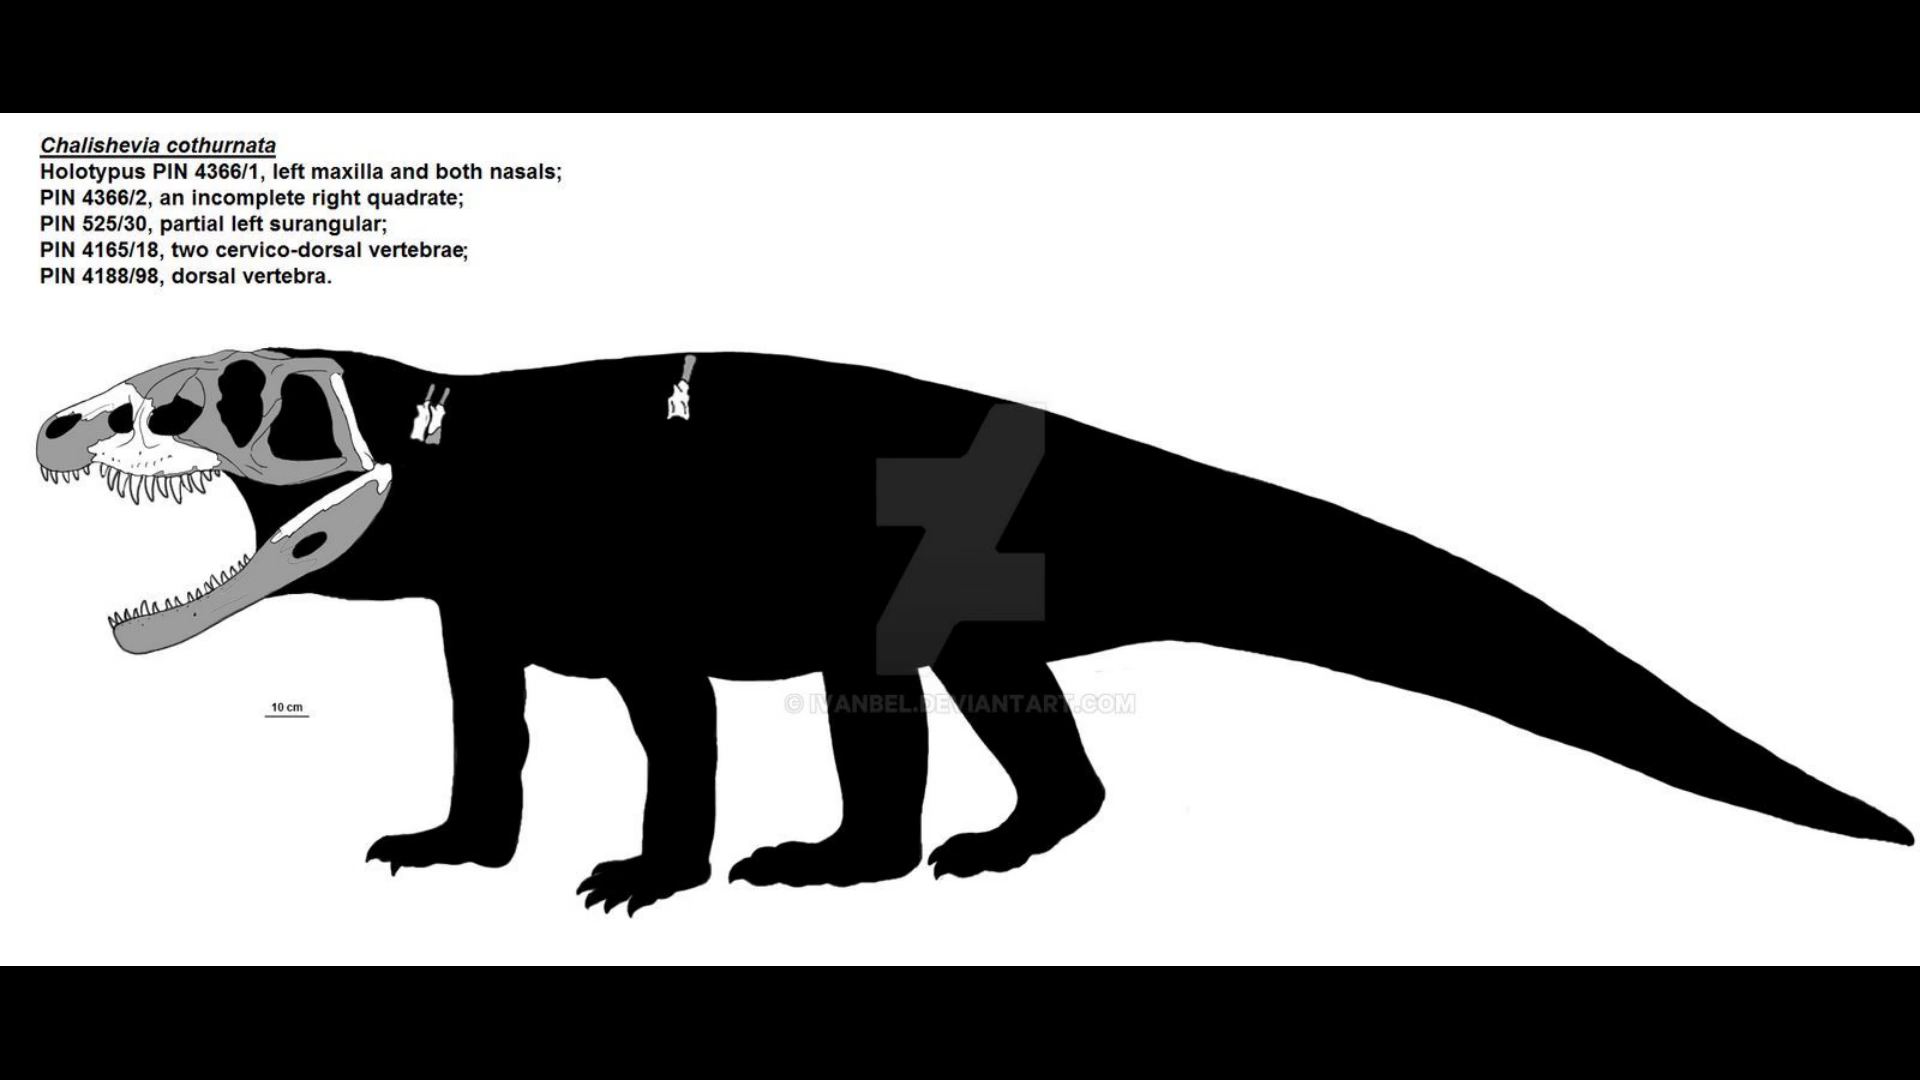 Chalishevia cothurnata
Holotypus PIN 4366/1, left maxilla and both nasals;
PIN 4366/2, an incomplete right quadrate;
PIN 525/30, partial left surangular;
PIN 4165/18, two cervico-dorsal vertebrae;
PIN 4188/98, dorsal vertebra.
10 cm
© IVANBEL.DEVIANTART.COM